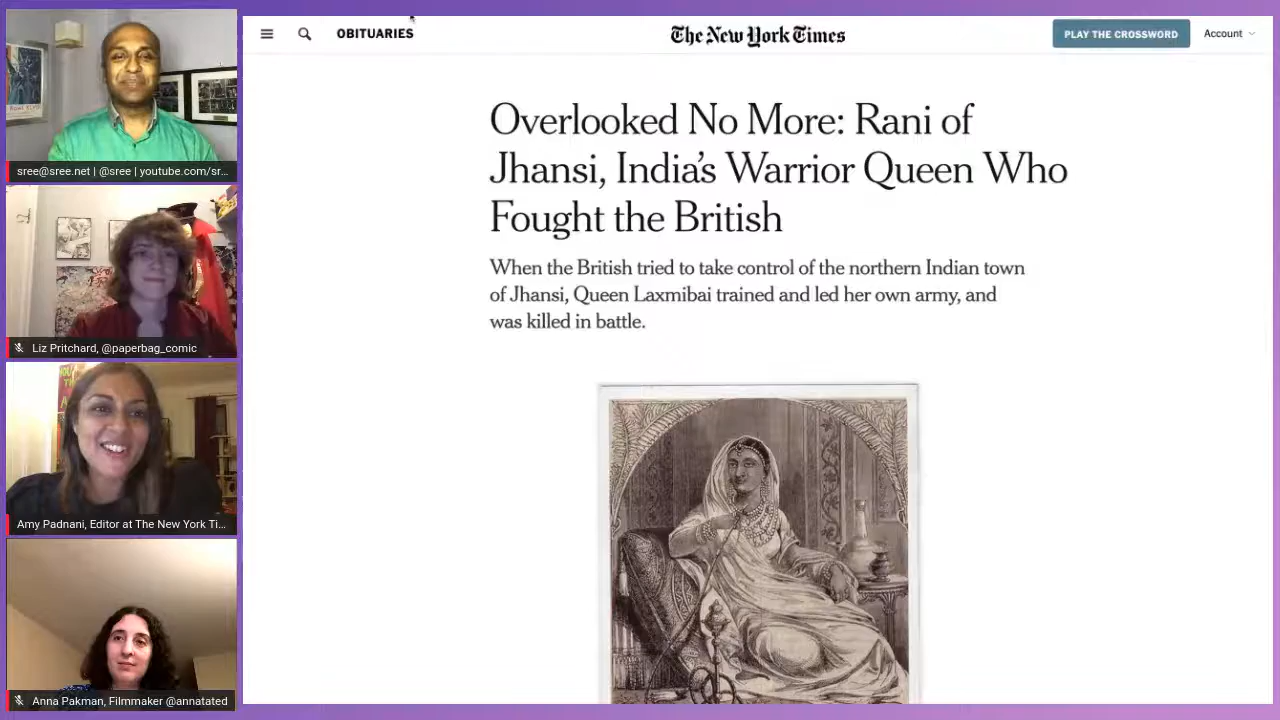 sree@sree.net | @sree | youtube.com/sr...
Liz Pritchard, @paperbag_comic
Amy Padnani, Editor at The New York Ti...
Anna Pakman, Filmmaker @annatated
OBITUARIES
The New York Times
PLAY THE CROSSWORD
Account
Overlooked No More: Rani of
Jhansi, India's Warrior Queen Who
Fought the British
When the British tried to take control of the northern Indian town
of Jhansi, Queen Laxmibai trained and led her own army, and
was killed in battle.